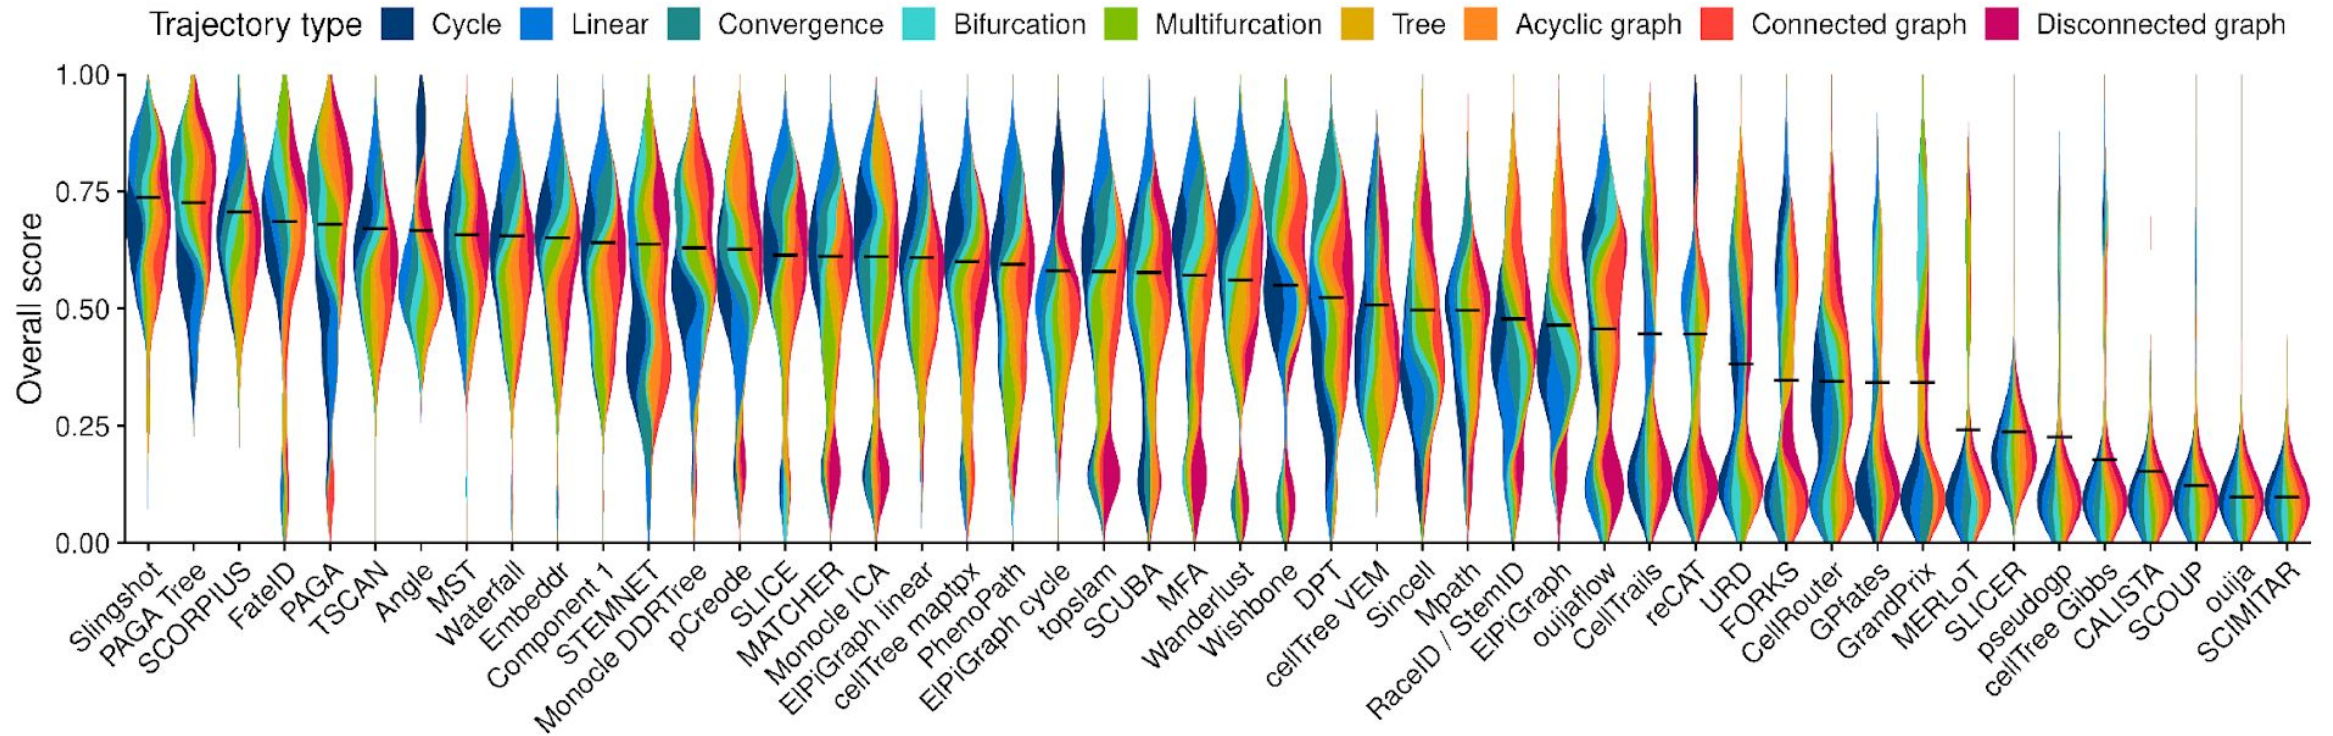 Trajectory type Cycle Linear Convergence Bifurcation Multifurcation Tree Acyclic graph Connected graph Disconnected graph
Overall score
1.00
0.75
0.50
0.25
0.00
Slingshot
PAGA Tree
SCORPIUS
FateID
PAGA
TSCAN
Angle
MST
Waterfall
Embeddr
Component 1
STEMNET
Monocle DDRTree
pCreode
SLICE
MATCHER
Monocle ICA
ElPiGraph linear
cellTree maptpx
PhenoPath
ElPiGraph cycle
topslam
SCUBA
MFA
Wanderlust
Wishbone
DPT
cellTree VEM
Sincell
Mpath
RaceID / StemID
ElPiGraph
ouijaflow
CellTrails
reCAT
URD
FORKS
CellRouter
GPfates
GrandPrix
MERLoT
SLICER
pseudogp
cellTree Gibbs
CALISTA
SCOUP
ouija
SCIMITAR